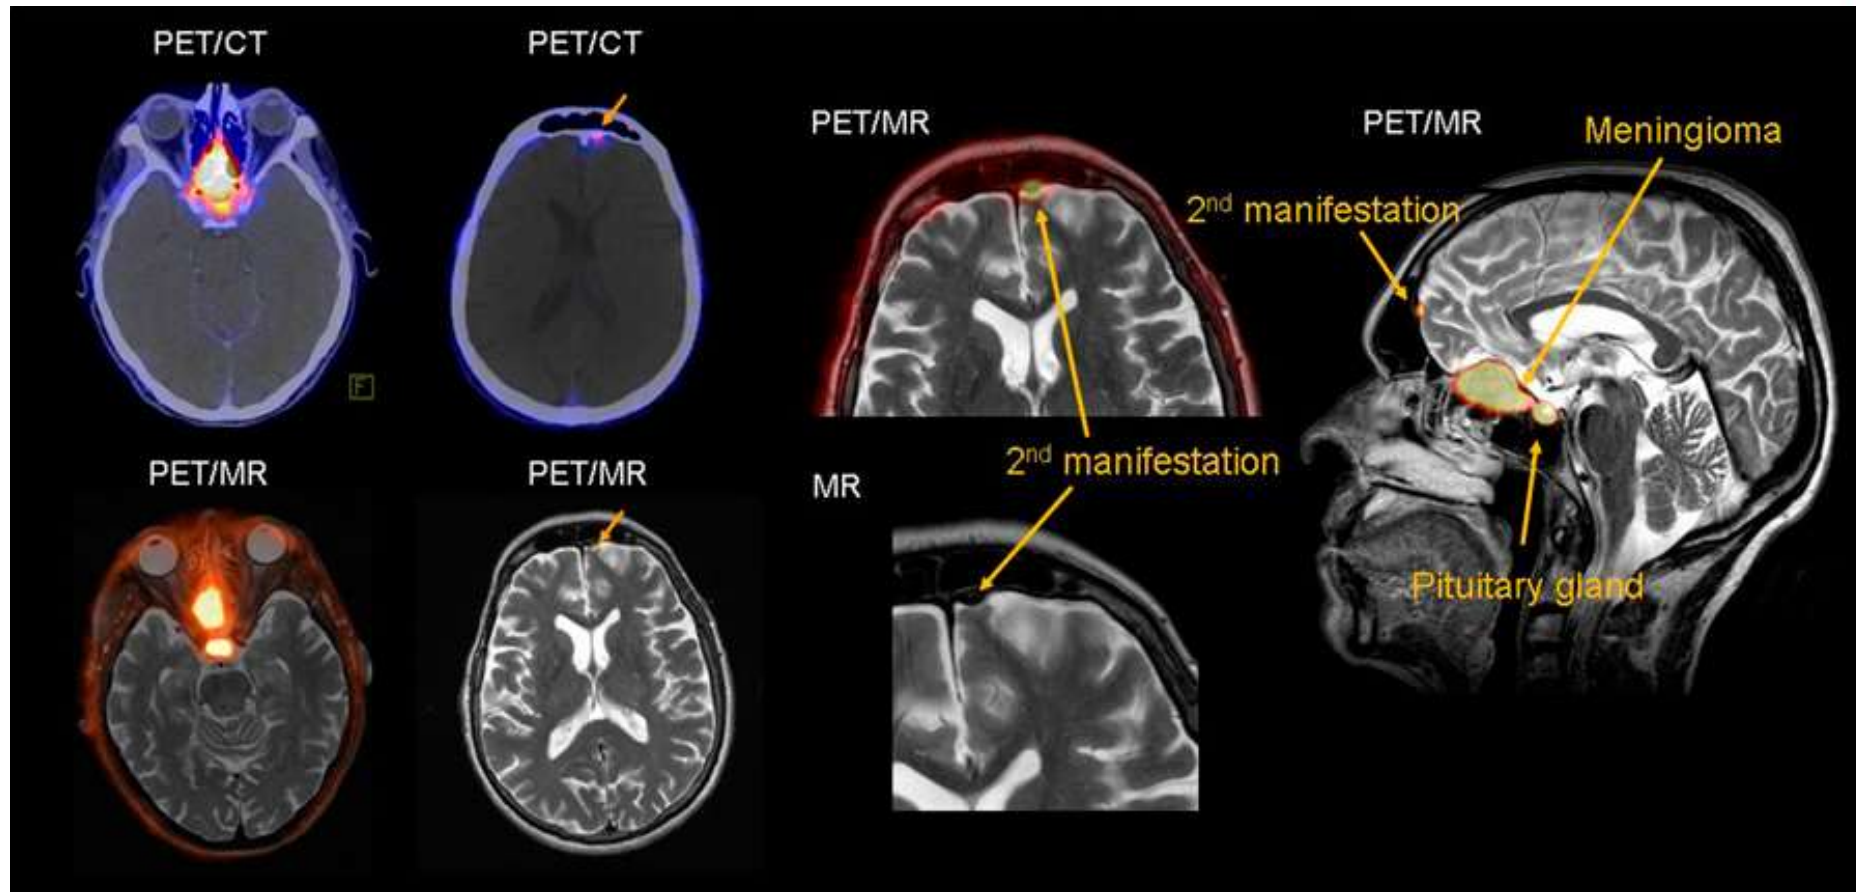 PET/CT
PET/CT
PET/MR
PET/MR
Meningioma
2nd manifestation
F
PET/MR
PET/MR
2nd manifestation
MR
Pituitary gland